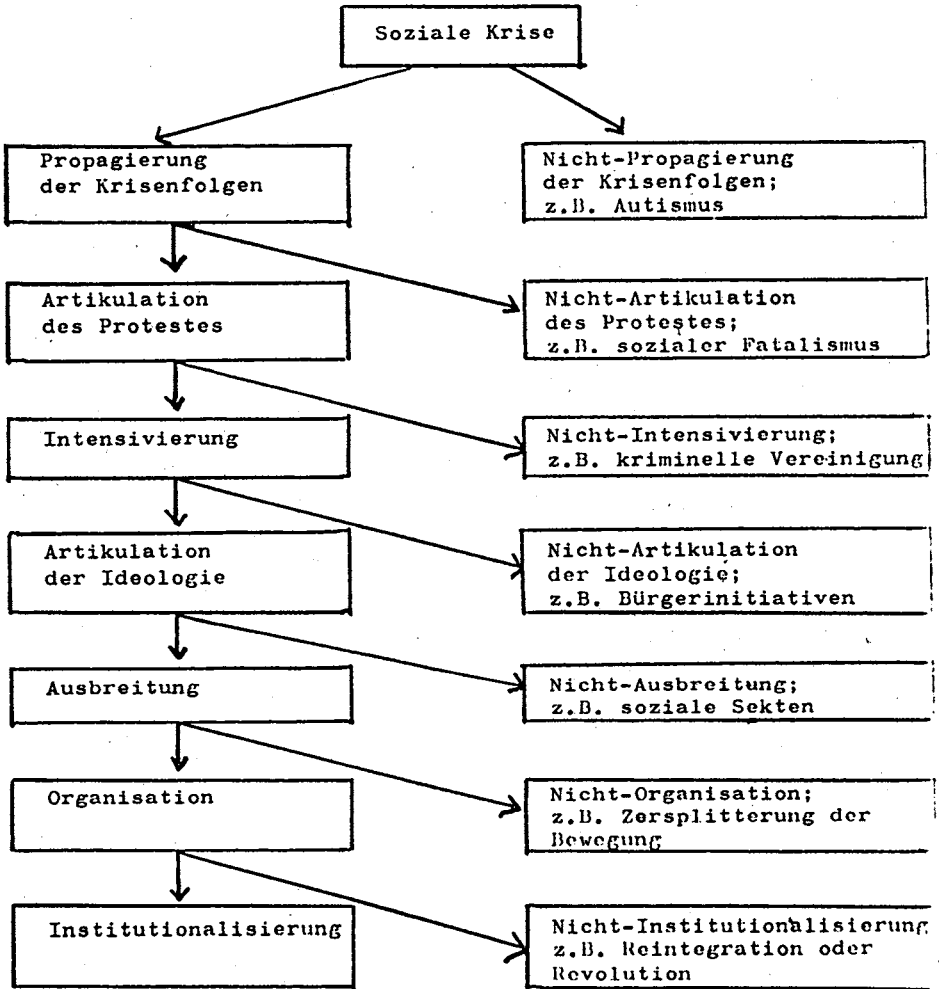 Soziale Krise
Propagierung
der Krisenfolgen
Nicht-Propagierung
der Krisenfolgen;
z.B. Autismus
Artikulation
des Protestes
Nicht-Artikulation
des Protestes;
z.B. sozialer Fatalismus
Intensivierung
Nicht-Intensivierung;
z.B. kriminelle Vereinigung
Artikulation
der Ideologie
Nicht-Artikulation
der Ideologie;
z.B. Bürgerinitiativen
Ausbreitung
Nicht-Ausbreitung;
z.B. soziale Sekten
Organisation
Nicht-Organisation;
z.B. Zersplitterung der
Bewegung
Institutionalisierung
Nicht-Institutionalisierung
z.B. Reintegration oder
Revolution